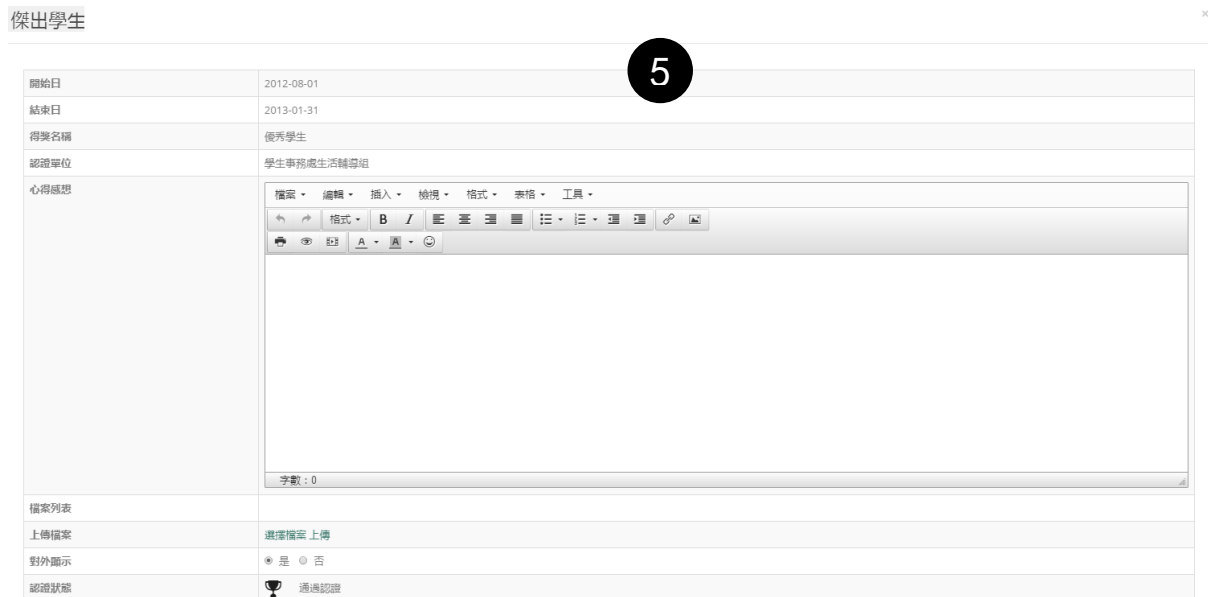 傑出學生
×
5
開始日 2012-08-01
結束日 2013-01-31
得獎名稱 優秀學生
認證單位 學生事務處生活輔導組
心得感想
檔案 編輯 插入 檢視 格式 表格 工具
格式 B I
A A
字數：0
檔案列表
上傳檔案 選擇檔案 上傳
對外顯示 是 否
認證狀態 通過認證